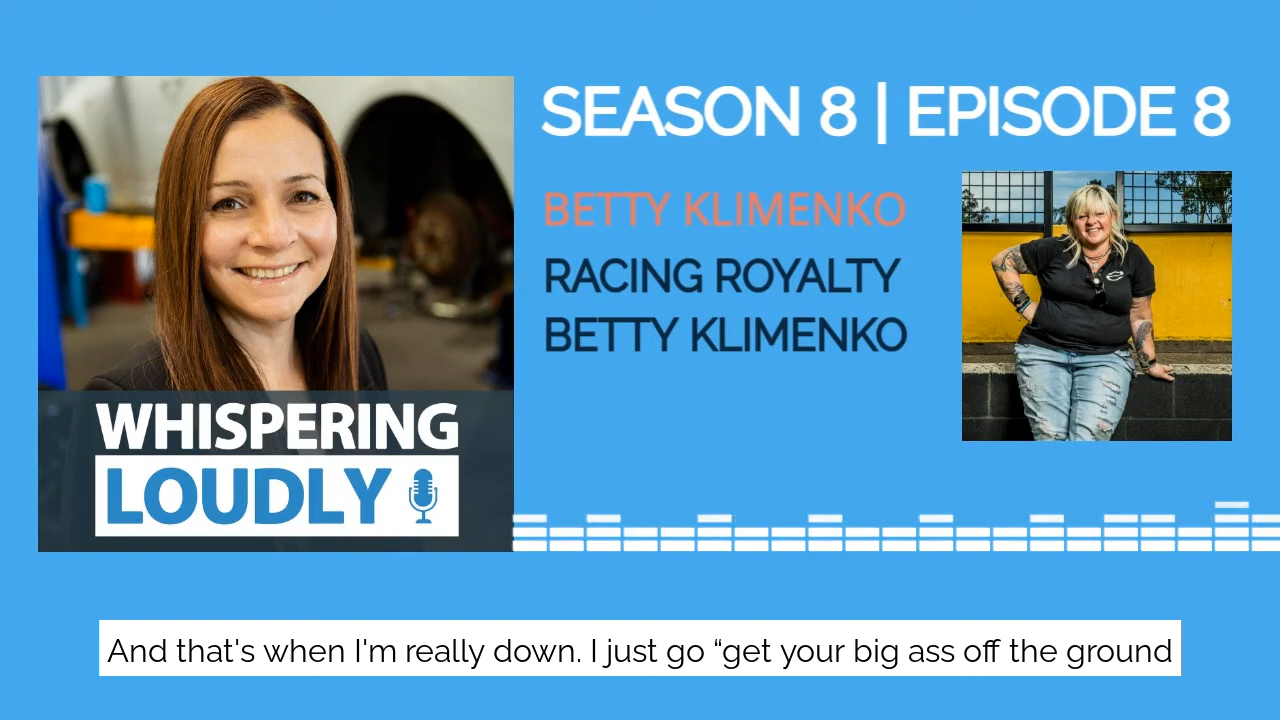 SEASON 8 | EPISODE 8
BETTY KLIMENKO
RACING ROYALTY
BETTY KLIMENKO
WHISPERING
LOUDLY
And that's when I'm really down. I just go “get your big ass off the ground